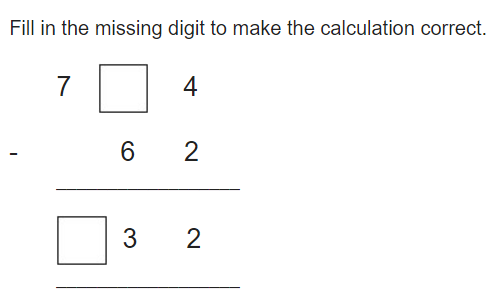 Fill in the missing digit to make the calculation correct.
7 4
- 6 2
3 2